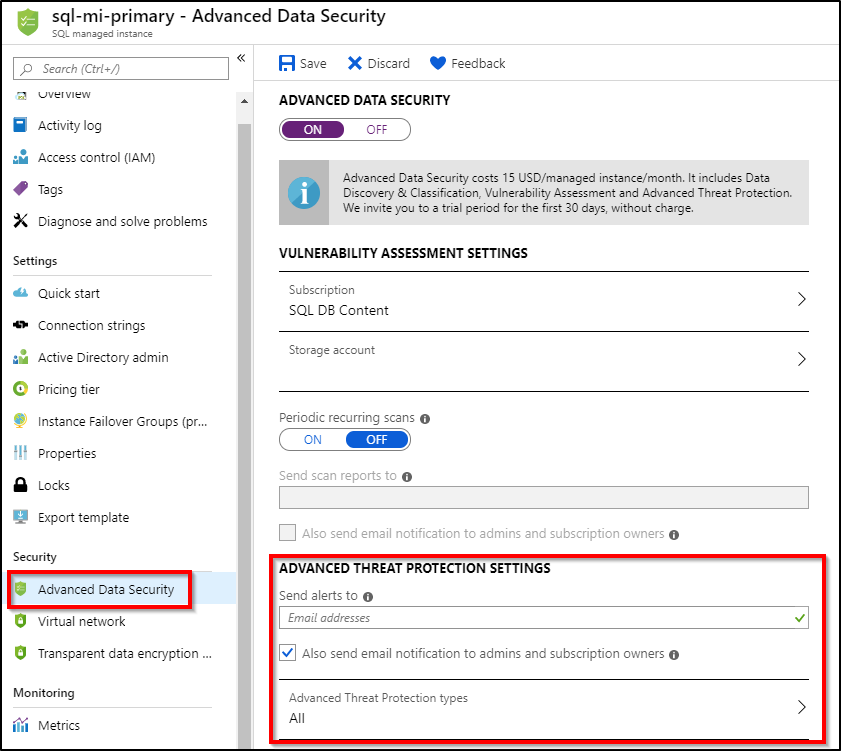 sql-mi-primary - Advanced Data Security
SQL managed instance
Search (Ctrl+/)
«
Overview
Activity log
Access control (IAM)
Tags
Diagnose and solve problems
Settings
Quick start
Connection strings
Active Directory admin
Pricing tier
Instance Failover Groups (pr...
Properties
Locks
Export template
Security
Advanced Data Security
Virtual network
Transparent data encryption ...
Monitoring
Metrics
Save Discard Feedback
ADVANCED DATA SECURITY
ON OFF
Advanced Data Security costs 15 USD/managed instance/month. It includes Data
Discovery & Classification, Vulnerability Assessment and Advanced Threat Protection.
We invite you to a trial period for the first 30 days, without charge.
VULNERABILITY ASSESSMENT SETTINGS
Subscription
SQL DB Content
Storage account
Periodic recurring scans
ON OFF
Send scan reports to
Also send email notification to admins and subscription owners
ADVANCED THREAT PROTECTION SETTINGS
Send alerts to
Email addresses
Also send email notification to admins and subscription owners
Advanced Threat Protection types
All